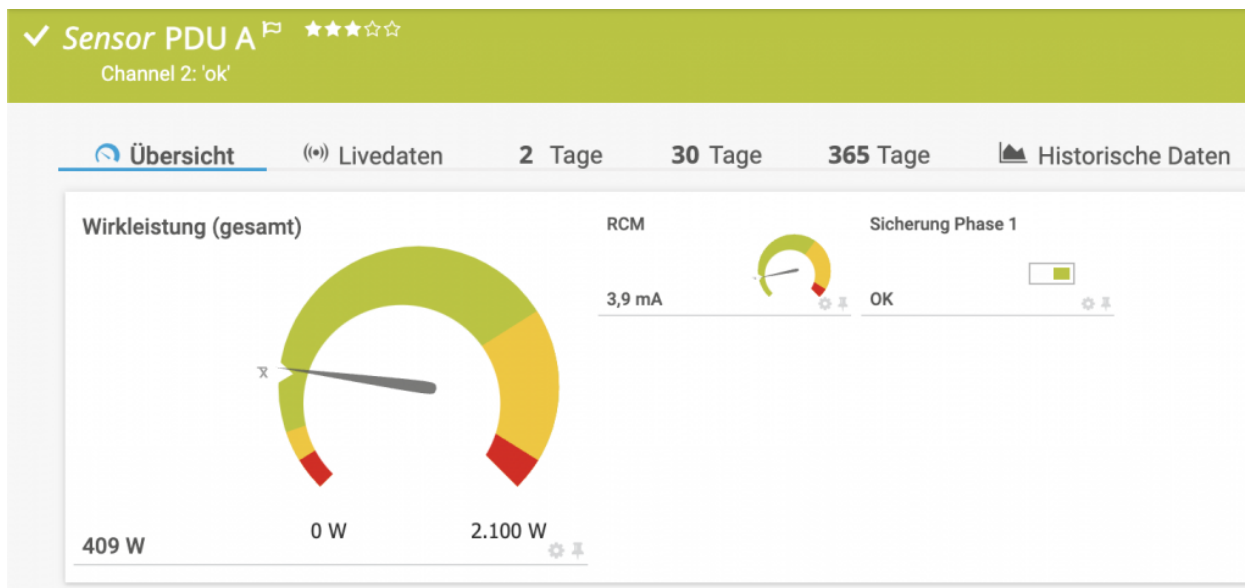 Sensor PDU A
Channel 2: 'ok'
Übersicht
Livedaten
2 Tage
30 Tage
365 Tage
Historische Daten
Wirkleistung (gesamt)
0 W
2.100 W
409 W
RCM
3,9 mA
Sicherung Phase 1
OK